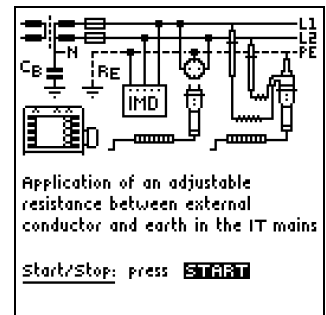 L1
L2
N
PE
CB
RE
IMD
Application of an adjustable
resistance between external
conductor and earth in the IT mains
Start/Stop: press START